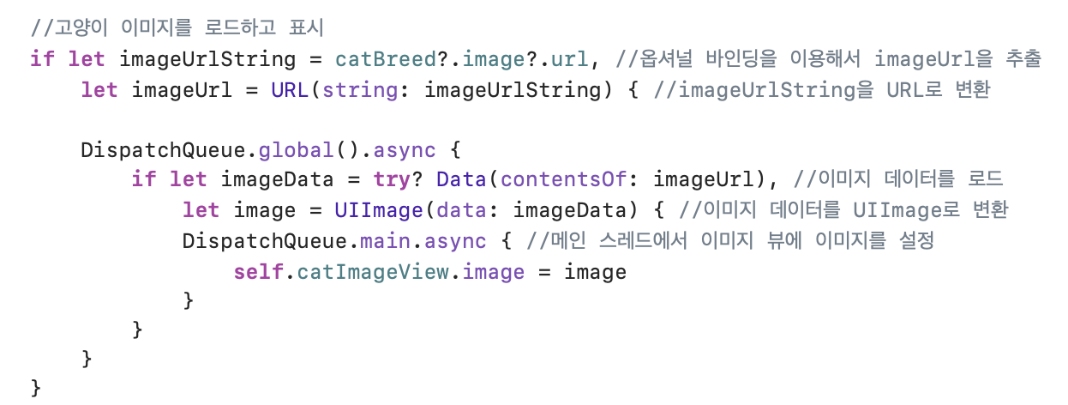 //고양이 이미지를 로드하고 표시
if let imageUrlString = catBreed?.image?.url, //옵셔널 바인딩을 이용해서 imageUrl을 추출
    let imageUrl = URL(string: imageUrlString) { //imageUrlString을 URL로 변환

    DispatchQueue.global().async {
        if let imageData = try? Data(contentsOf: imageUrl), //이미지 데이터를 로드
            let image = UIImage(data: imageData) { //이미지 데이터를 UIImage로 변환
            DispatchQueue.main.async { //메인 스레드에서 이미지 뷰에 이미지를 설정
                self.catImageView.image = image
            }
        }
    }
}